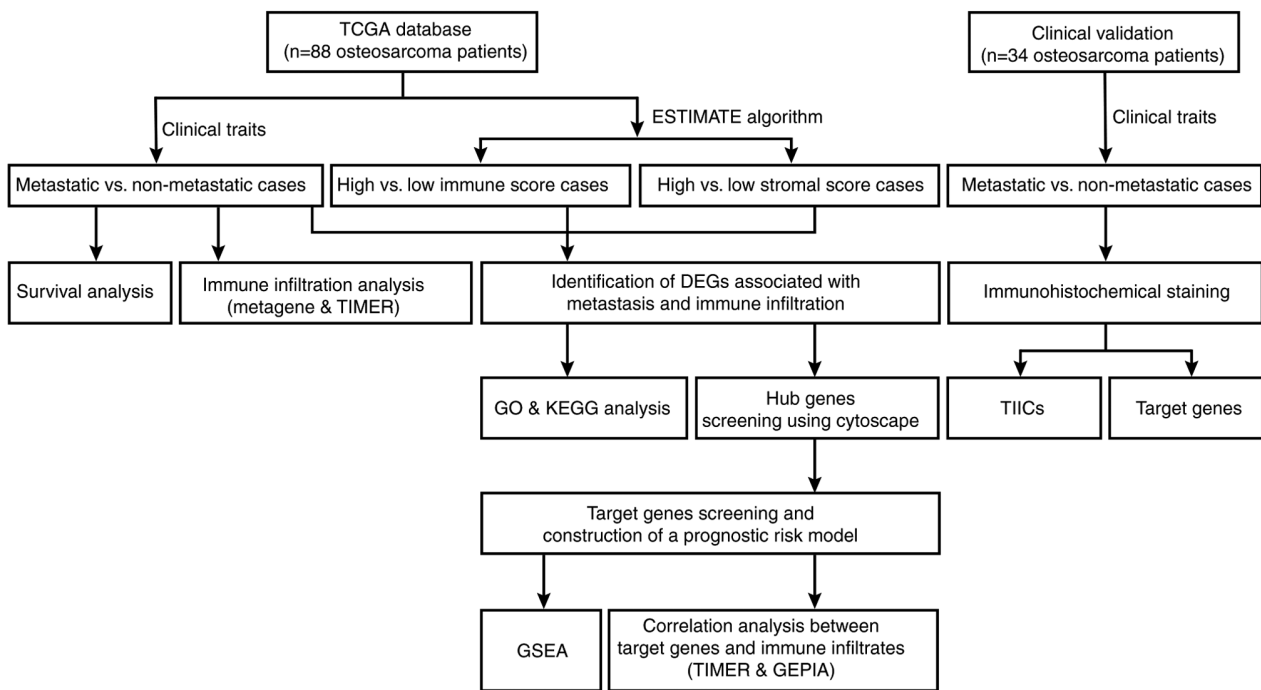 TCGA database
(n=88 osteosarcoma patients)
Clinical validation
(n=34 osteosarcoma patients)
Clinical traits
ESTIMATE algorithm
Clinical traits
Metastatic vs. non-metastatic cases
High vs. low immune score cases
High vs. low stromal score cases
Metastatic vs. non-metastatic cases
Survival analysis
Immune infiltration analysis
(metagene & TIMER)
Identification of DEGs associated with
metastasis and immune infiltration
Immunohistochemical staining
GO & KEGG analysis
Hub genes
screening using cytoscape
TIICs
Target genes
Target genes screening and
construction of a prognostic risk model
GSEA
Correlation analysis between
target genes and immune infiltrates
(TIMER & GEPIA)